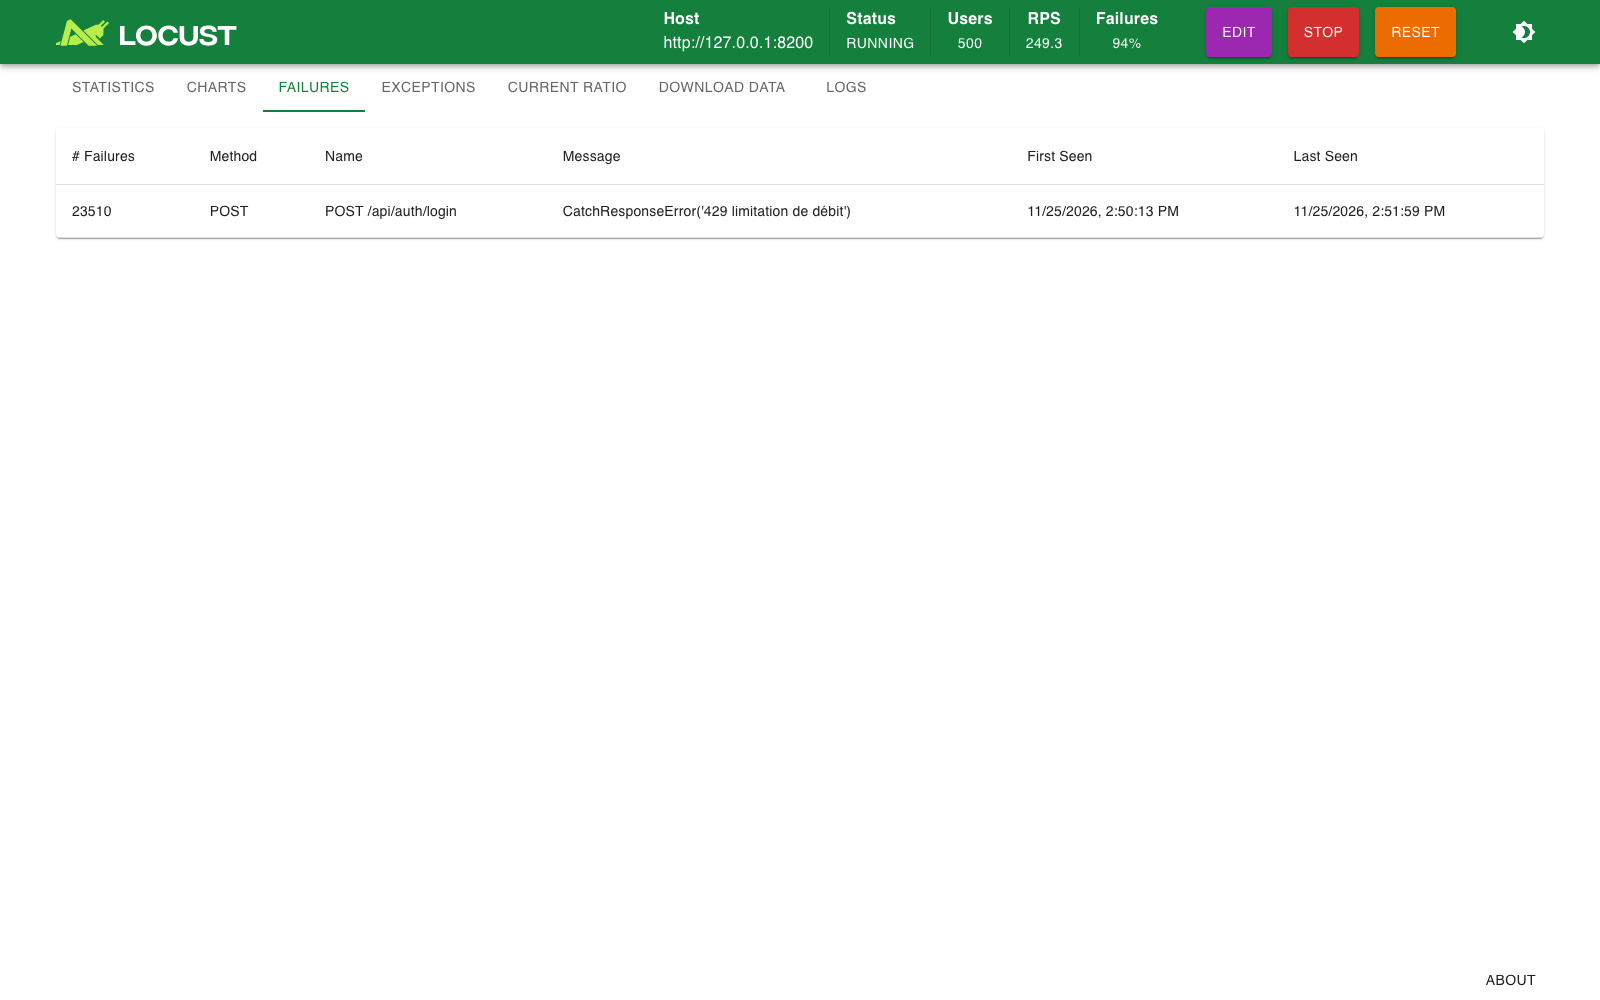 LOCUST
Host
http://127.0.0.1:8200
Status
RUNNING
Users
500
RPS
249.3
Failures
94%
EDIT
STOP
RESET
STATISTICS
CHARTS
FAILURES
EXCEPTIONS
CURRENT RATIO
DOWNLOAD DATA
LOGS
# Failures Method Name Message First Seen Last Seen
23510 POST POST /api/auth/login CatchResponseError('429 limitation de débit') 11/25/2026, 2:50:13 PM 11/25/2026, 2:51:59 PM
ABOUT